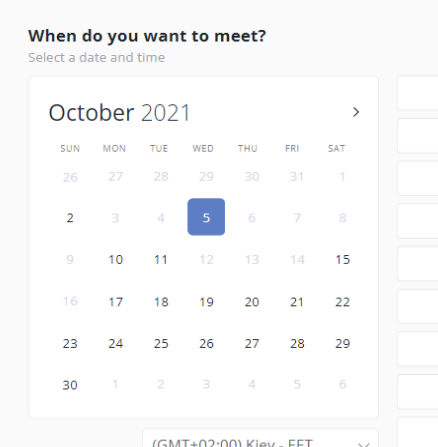 When do you want to meet?
Select a date and time
October 2021 >
SUN MON TUE WED THU FRI SAT
26 27 28 29 30 31 1
2 3 4 5 6 7 8
9 10 11 12 13 14 15
16 17 18 19 20 21 22
23 24 25 26 27 28 29
30 1 2 3 4 5 6
(GMT+02:00) Kiev - EET